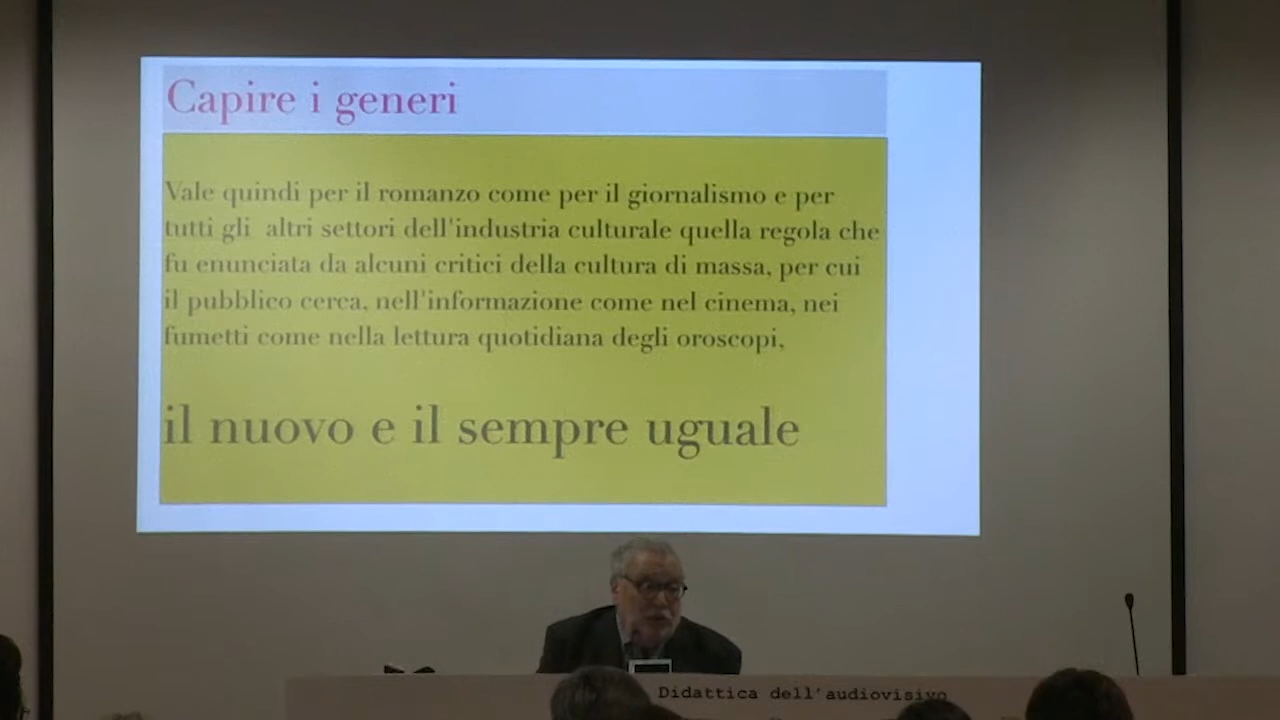 Capire i generi
Vale quindi per il romanzo come per il giornalismo e per
tutti gli altri settori dell'industria culturale quella regola che
fu enunciata da alcuni critici della cultura di massa, per cui
il pubblico cerca, nell'informazione come nel cinema, nei
fumetti come nella lettura quotidiana degli oroscopi,
il nuovo e il sempre uguale
Didattica dell'audiovisivo